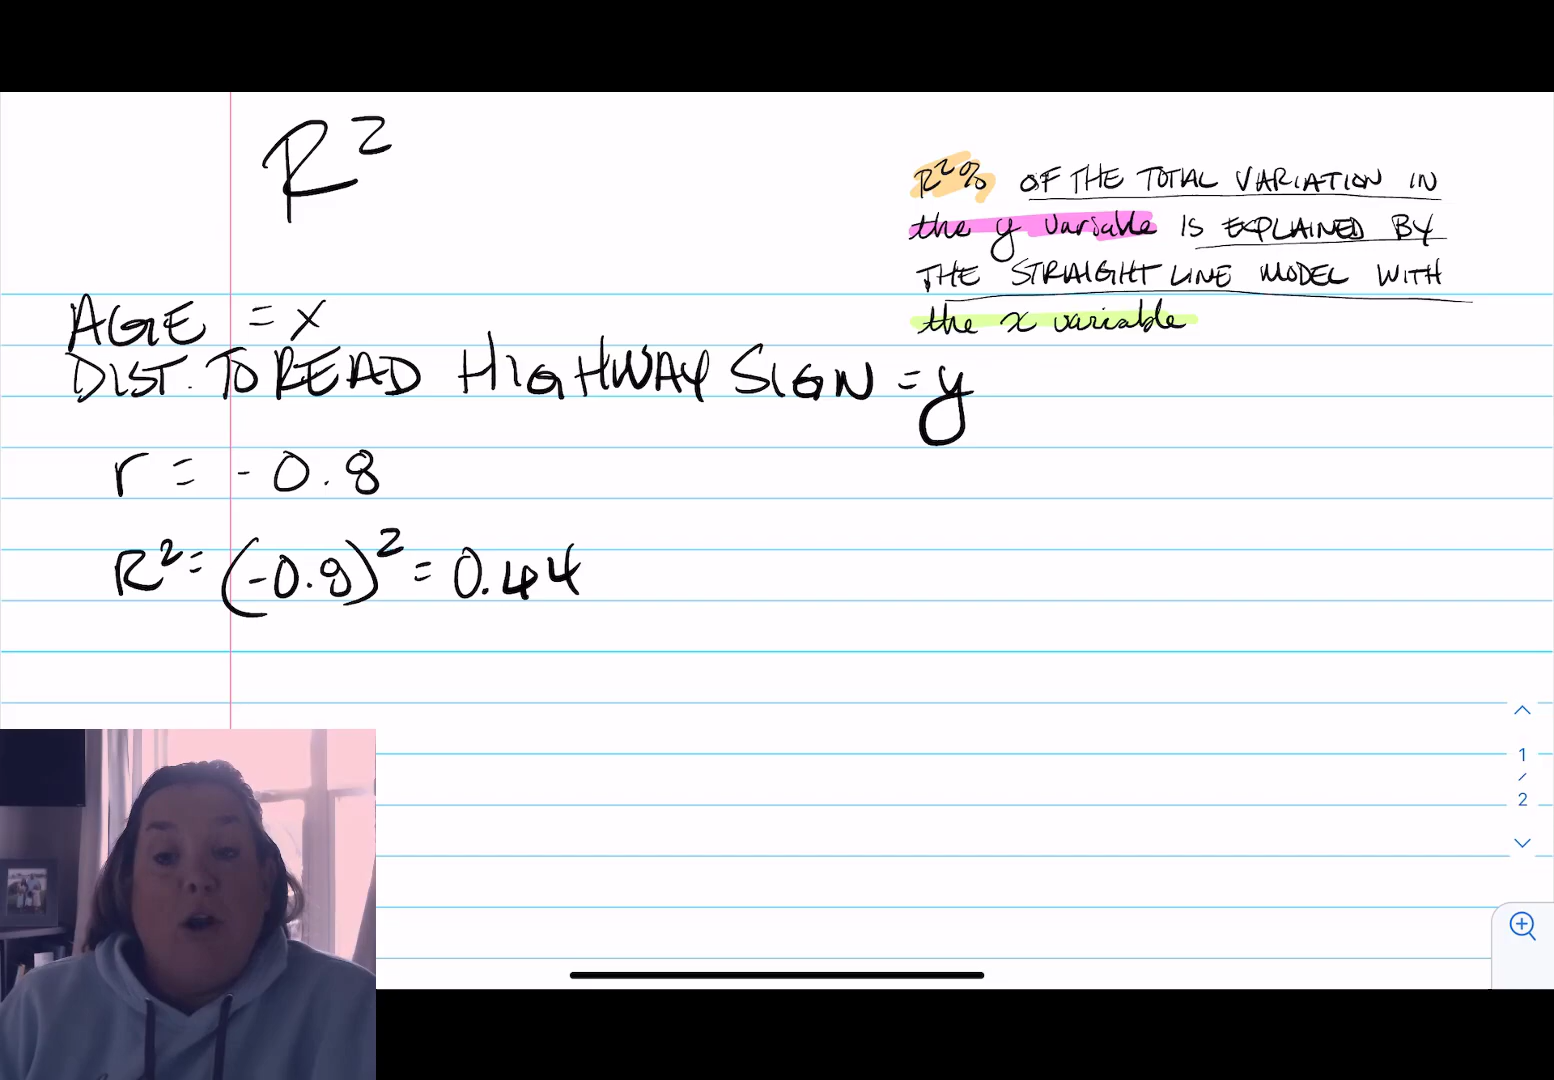 R²
R²% OF THE TOTAL VARIATION IN
the y variable IS EXPLAINED BY
THE STRAIGHT LINE MODEL WITH
the x variable
AGE = x
DIST. TO READ HIGHWAY SIGN = y
r = -0.8
R² = (-0.8)² = 0.44
1
/
2